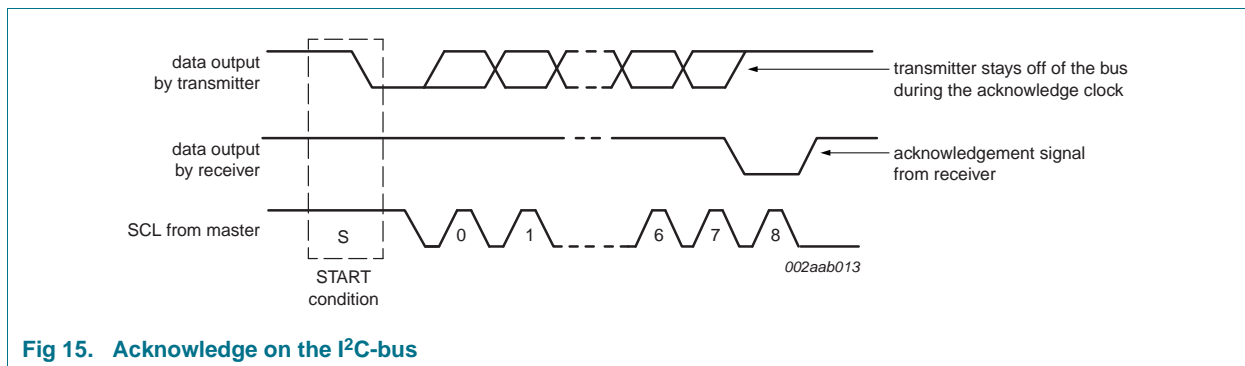 data output
by transmitter
transmitter stays off of the bus
during the acknowledge clock
data output
by receiver
acknowledgement signal
from receiver
SCL from master
S
0
1
6
7
8
002aab013
START
condition
Fig 15. Acknowledge on the I²C-bus